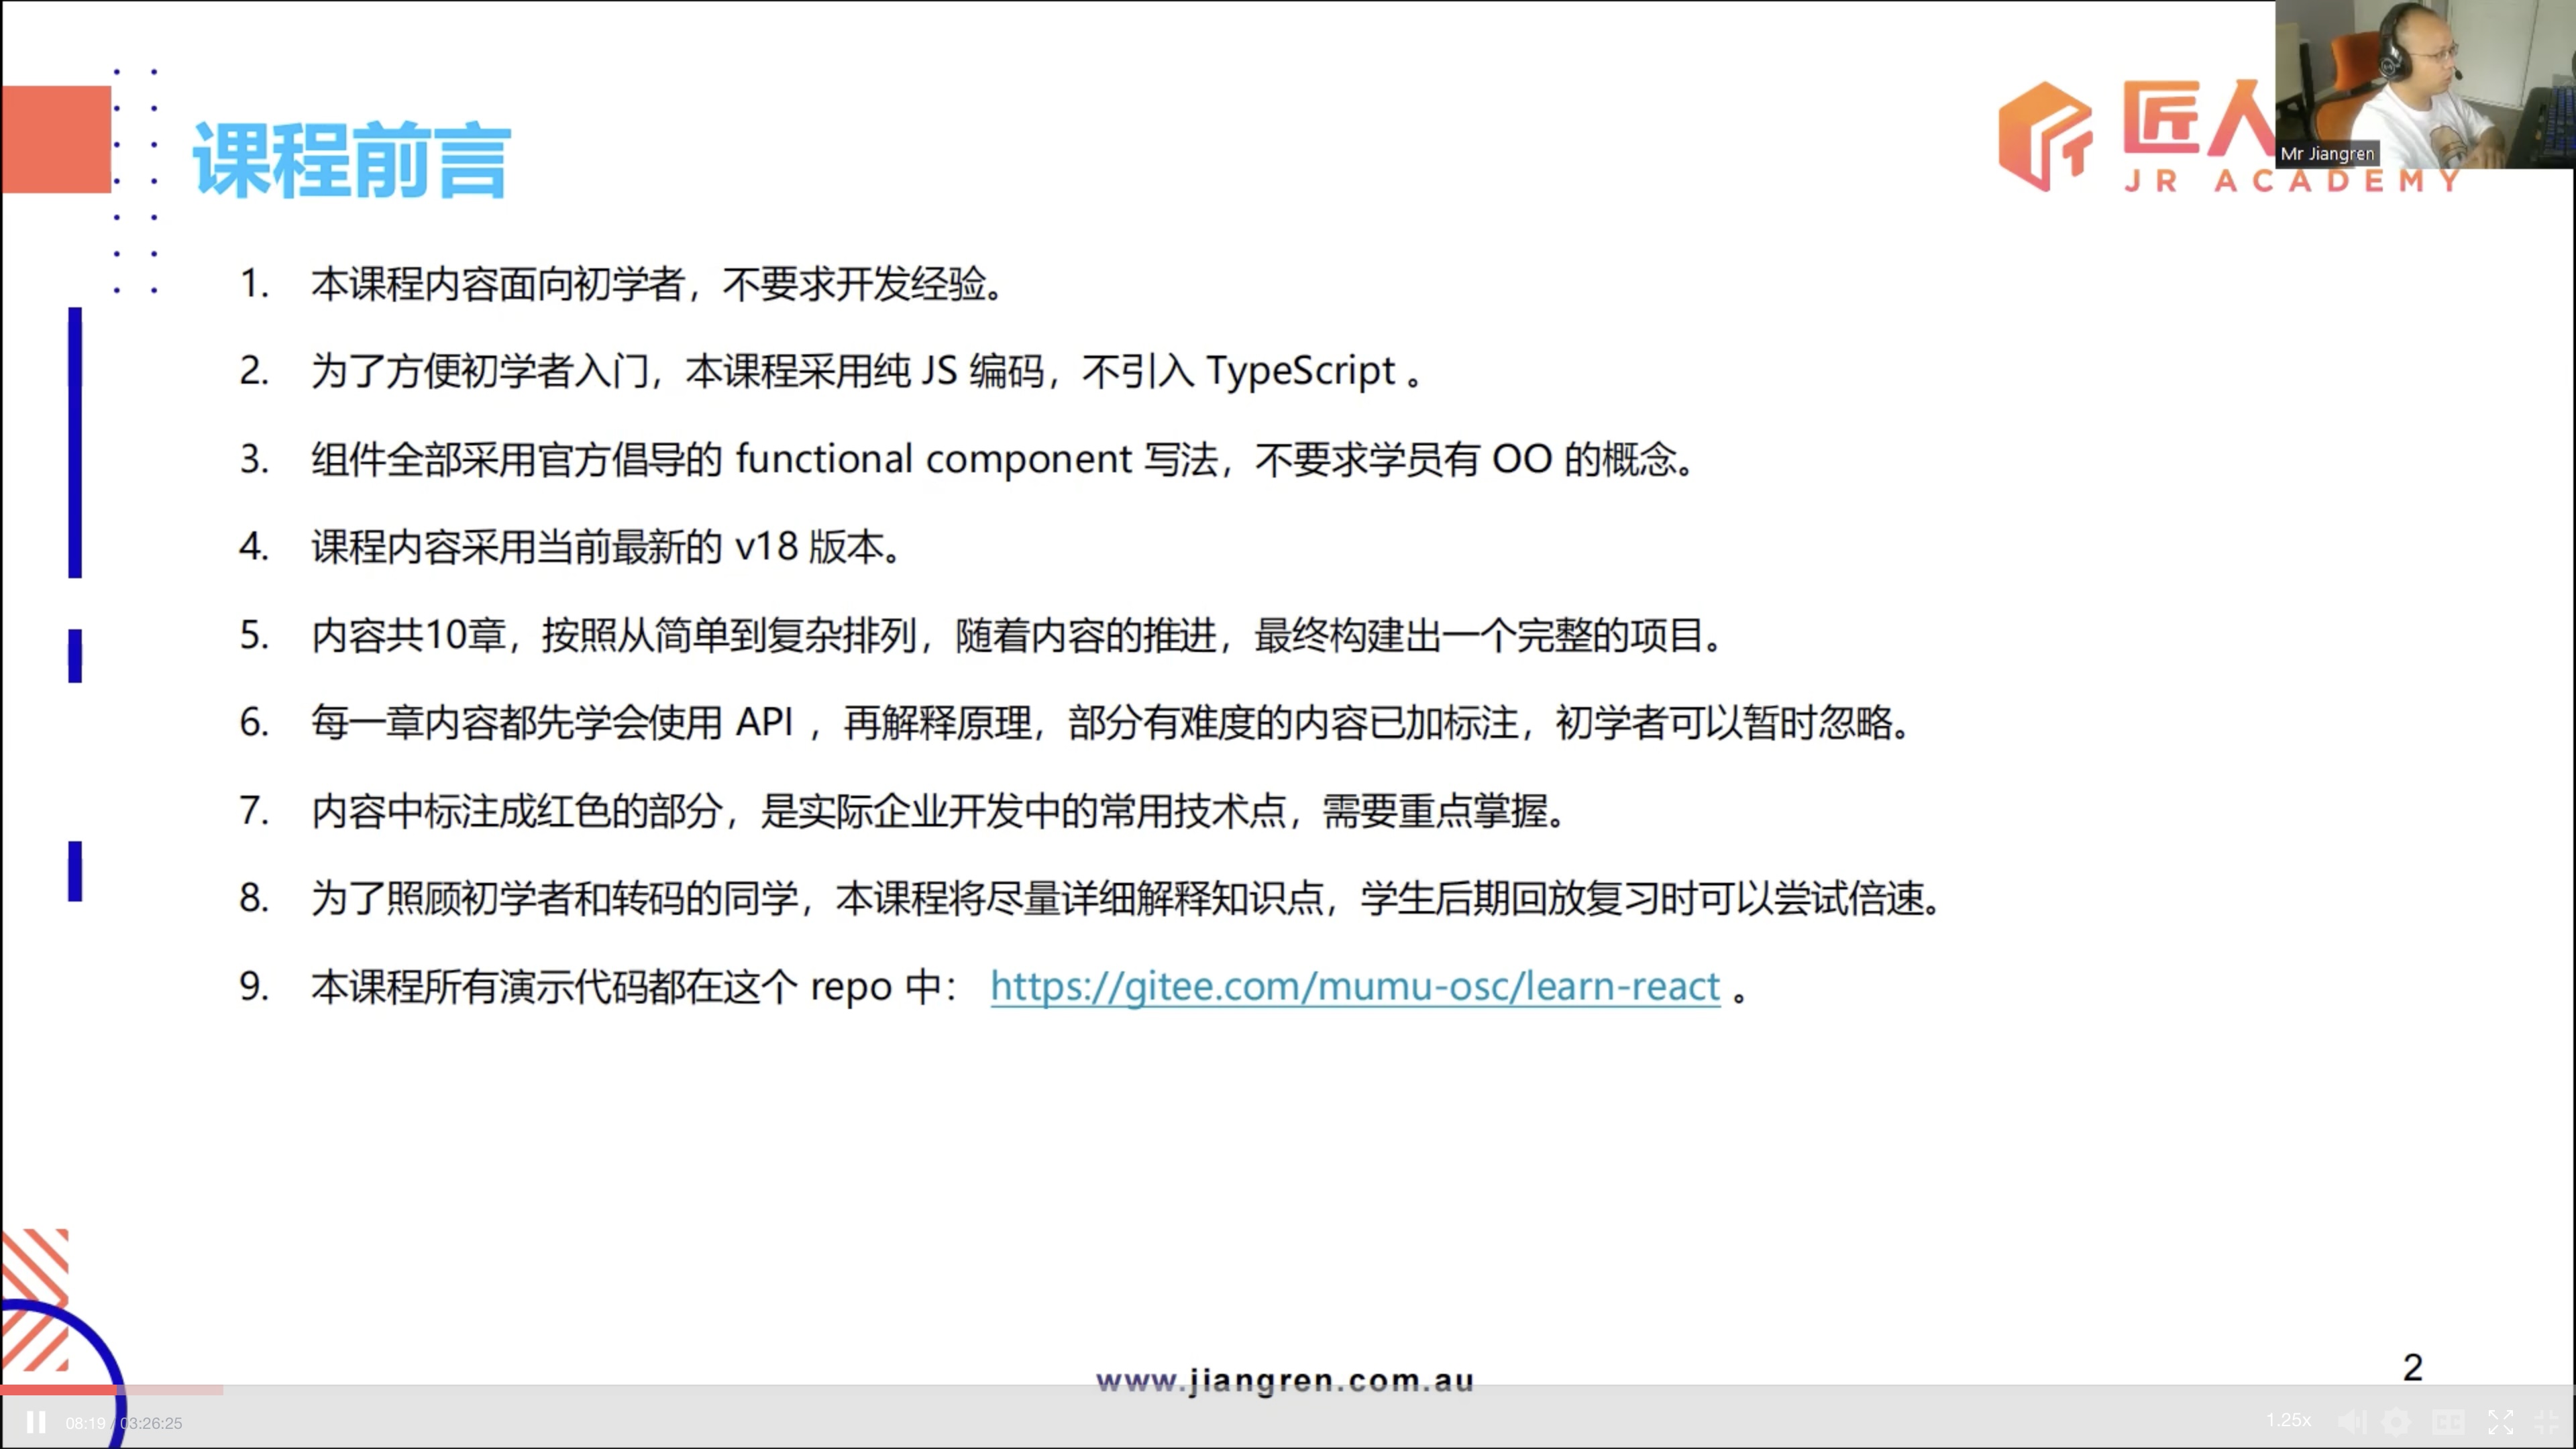 课程前言
匠人
JR ACADEMY
Mr Jiangren
1. 本课程内容面向初学者，不要求开发经验。
2. 为了方便初学者入门，本课程采用纯 JS 编码，不引入 TypeScript 。
3. 组件全部采用官方倡导的 functional component 写法，不要求学员有 OO 的概念。
4. 课程内容采用当前最新的 v18 版本。
5. 内容共10章，按照从简单到复杂排列，随着内容的推进，最终构建出一个完整的项目。
6. 每一章内容都先学会使用 API ，再解释原理，部分有难度的内容已加标注，初学者可以暂时忽略。
7. 内容中标注成红色的部分，是实际企业开发中的常用技术点，需要重点掌握。
8. 为了照顾初学者和转码的同学，本课程将尽量详细解释知识点，学生后期回放复习时可以尝试倍速。
9. 本课程所有演示代码都在这个 repo 中： https://gitee.com/mumu-osc/learn-react 。
www.jiangren.com.au
2
08:19 / 03:26:25
1.25x
CC